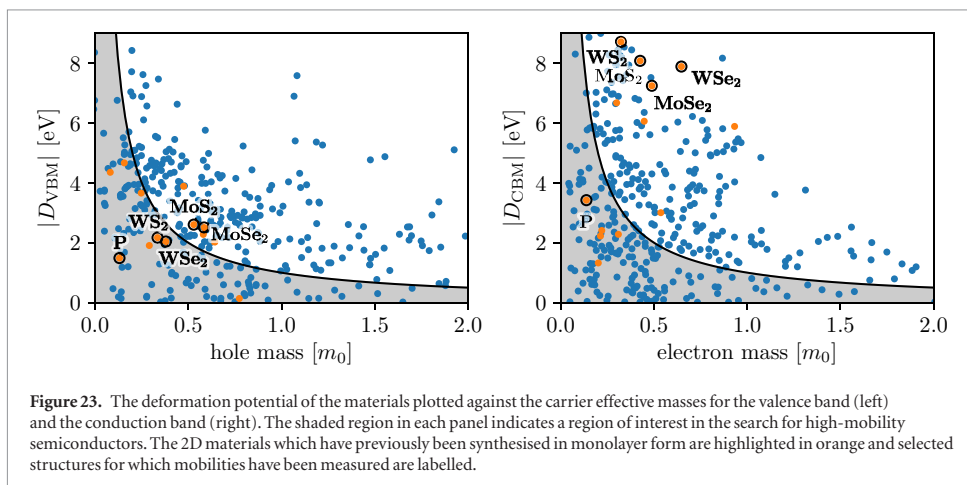 8
6
4
2
0
|D_VBM| [eV]
MoS₂
WS₂
MoSe₂
P
WSe₂
0.0 0.5 1.0 1.5 2.0
hole mass [m₀]
8
6
4
2
0
|D_CBM| [eV]
WS₂
MoS₂
WSe₂
MoSe₂
P
0.0 0.5 1.0 1.5 2.0
electron mass [m₀]
Figure 23. The deformation potential of the materials plotted against the carrier effective masses for the valence band (left)
and the conduction band (right). The shaded region in each panel indicates a region of interest in the search for high-mobility
semiconductors. The 2D materials which have previously been synthesised in monolayer form are highlighted in orange and selected
structures for which mobilities have been measured are labelled.